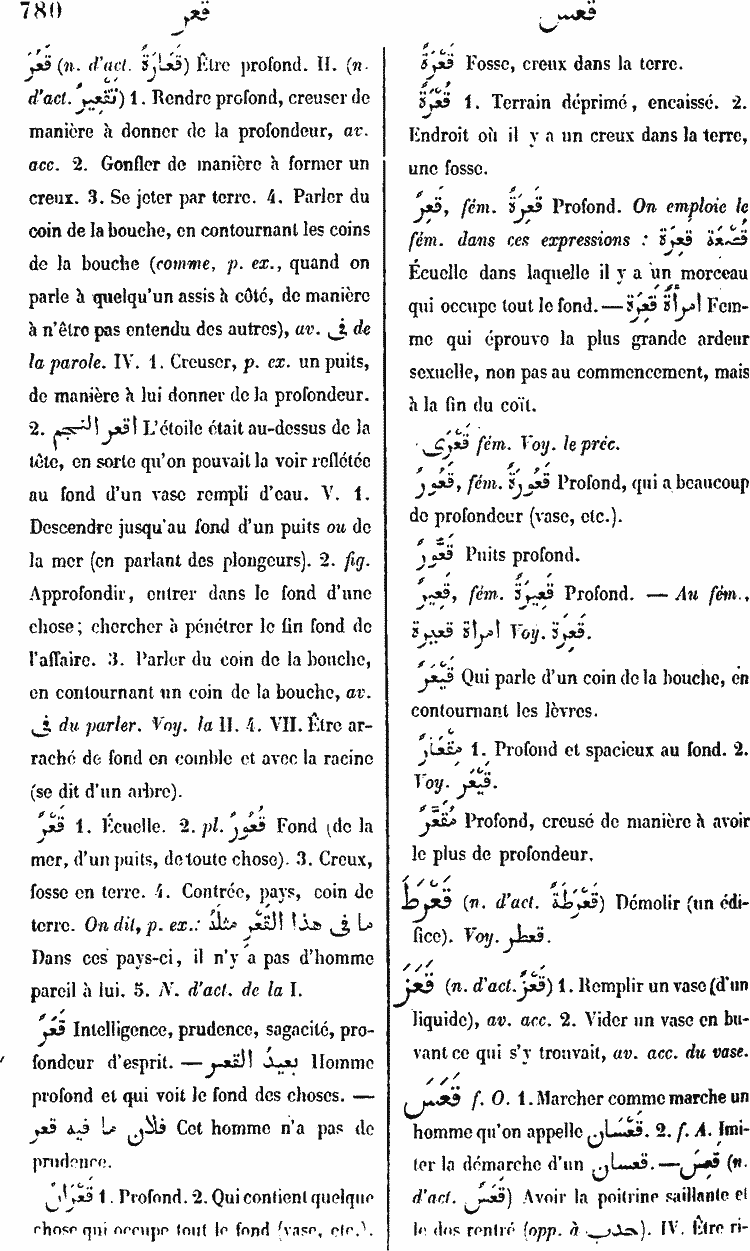 780
قعر
قعس
قَعُرَ (n. d'act. قَعَارَةٌ) Être profond. II. (n.
d'act. تَقْعِيرٌ) 1. Rendre profond, creuser de
manière à donner de la profondeur, av.
acc. 2. Gonfler de manière à former un
creux. 3. Se jeter par terre. 4. Parler du
coin de la bouche, en contournant les coins
de la bouche (comme, p. ex., quand on
parle à quelqu'un assis à côté, de manière
à n'être pas entendu des autres), av. فى de
la parole. IV. 1. Creuser, p. ex. un puits,
de manière à lui donner de la profondeur.
2. اقعر النجم L'étoile était au-dessus de la
tête, en sorte qu'on pouvait la voir reflétée
au fond d'un vase rempli d'eau. V. 1.
Descendre jusqu'au fond d'un puits ou de
la mer (en parlant des plongeurs). 2. fig.
Approfondir, entrer dans le fond d'une
chose; chercher à pénétrer le fin fond de
l'affaire. 3. Parler du coin de la bouche,
en contournant un coin de la bouche, av.
فى du parler. Voy. la II. 4. VII. Être ar-
raché de fond en comble et avec la racine
(se dit d'un arbre).
قَعْرٌ 1. Écuelle. 2. pl. قُعُورٌ Fond (de la
mer, d'un puits, de toute chose). 3. Creux,
fosse en terre. 4. Contrée, pays, coin de
terre. On dit, p. ex.: ما فى هذا القَعْرِ مثلُهُ
Dans ces pays-ci, il n'y a pas d'homme
pareil à lui. 5. N. d'act. de la I.
قَعْرٌ Intelligence, prudence, sagacité, pro-
fondeur d'esprit. — بعيدُ القعر Homme
profond et qui voit le fond des choses. —
فلان ما فيه قعر Cet homme n'a pas de
prudence.
قَعْرَانُ 1. Profond. 2. Qui contient quelque
chose qui occupe tout le fond (vase, etc.).
قَعْرَةٌ Fosse, creux dans la terre.
قُعْرَةٌ 1. Terrain déprimé, encaissé. 2.
Endroit où il y a un creux dans la terre,
une fosse.
قَعِرٌ, fém. قَعِرَةٌ Profond. On emploie le
fém. dans ces expressions : قَصْعَةٌ قَعِرَةٌ
Écuelle dans laquelle il y a un morceau
qui occupe tout le fond. — امرأَةٌ قَعِرَةٌ Fem-
me qui éprouve la plus grande ardeur
sexuelle, non pas au commencement, mais
à la fin du coït.
قَعْرَى fém. Voy. le préc.
قَعُورٌ, fém. قَعُورَةٌ Profond, qui a beaucoup
de profondeur (vase, etc.).
قَعُّورٌ Puits profond.
قَعِيرٌ, fém. قَعِيرَةٌ Profond. — Au fém.,
امرأة قعيرة Voy. قَعِرَةٌ.
قَيْعَرٌ Qui parle d'un coin de la bouche, en
contournant les lèvres.
مِقْعَارٌ 1. Profond et spacieux au fond. 2.
Voy. قَيْعَرٌ.
مُقَعَّرٌ Profond, creusé de manière à avoir
le plus de profondeur.
قَعْرَطَ (n. d'act. قَعْرَطَةٌ) Démolir (un édi-
fice). Voy. قعطر.
قَعَزَ (n. d'act. قَعْزٌ) 1. Remplir un vase (d'un
liquide), av. acc. 2. Vider un vase en bu-
vant ce qui s'y trouvait, av. acc. du vase.
قَعَسَ f. O. 1. Marcher comme marche un
homme qu'on appelle قَعْسَان. 2. f. A. Imi-
ter la démarche d'un قعسان. — قَعِسَ (n.
d'act. قَعَسٌ) Avoir la poitrine saillante et
le dos rentré (opp. à حدب). IV. Être ri-